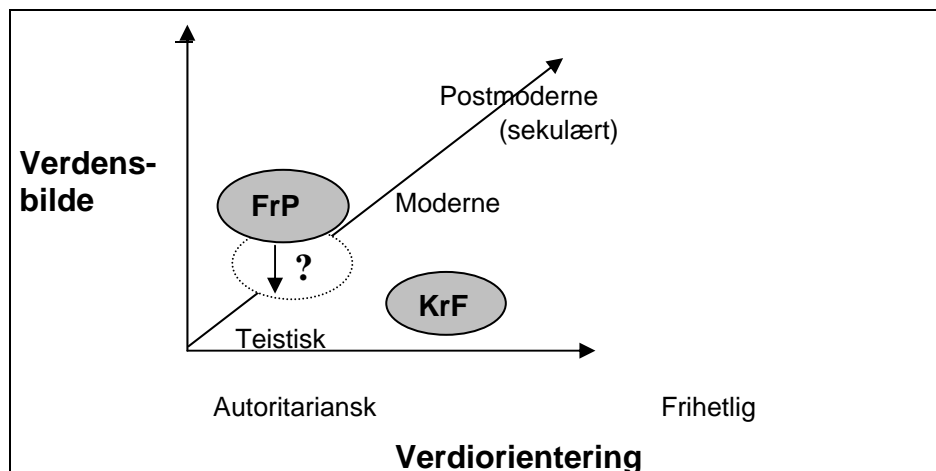 Postmoderne
(sekulært)
Verdens-
bilde
FrP
Moderne
?
KrF
Teistisk
Autoritariansk
Frihetlig
Verdiorientering